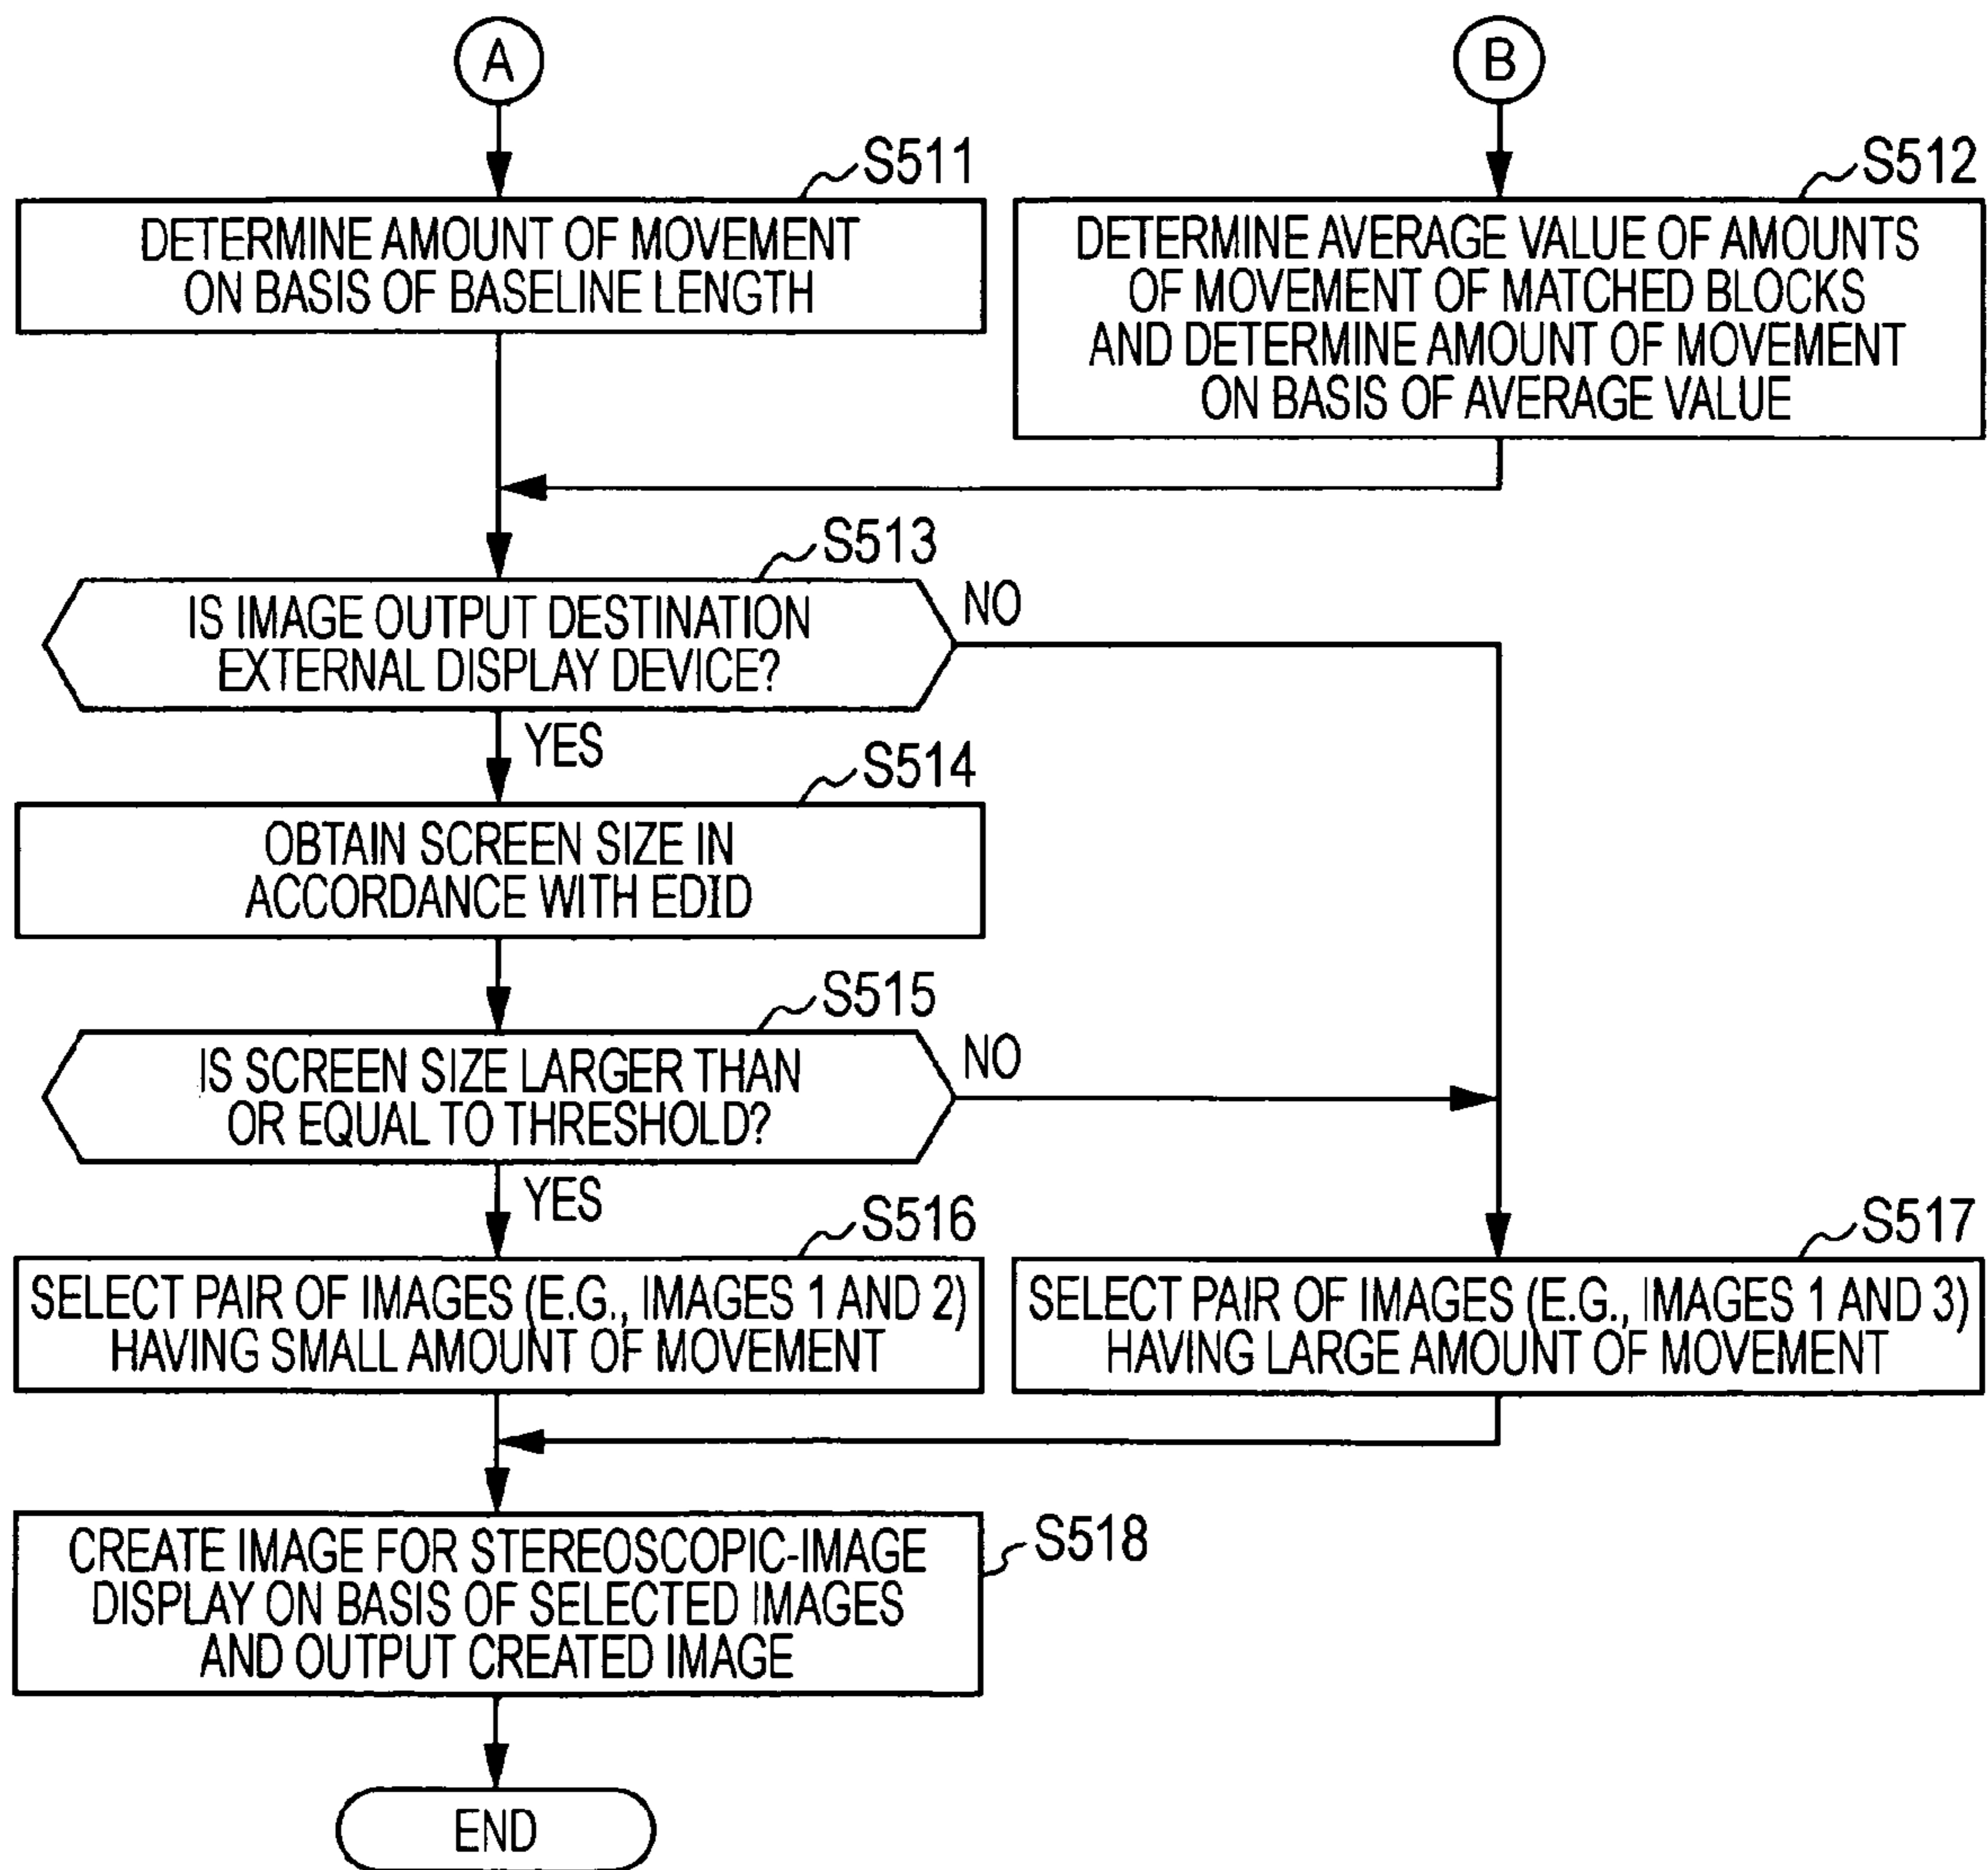 A
B
S511
DETERMINE AMOUNT OF MOVEMENT
ON BASIS OF BASELINE LENGTH
S512
DETERMINE AVERAGE VALUE OF AMOUNTS
OF MOVEMENT OF MATCHED BLOCKS
AND DETERMINE AMOUNT OF MOVEMENT
ON BASIS OF AVERAGE VALUE
S513
IS IMAGE OUTPUT DESTINATION
EXTERNAL DISPLAY DEVICE?
NO
YES
S514
OBTAIN SCREEN SIZE IN
ACCORDANCE WITH EDID
S515
IS SCREEN SIZE LARGER THAN
OR EQUAL TO THRESHOLD?
NO
YES
S516
SELECT PAIR OF IMAGES (E.G., IMAGES 1 AND 2)
HAVING SMALL AMOUNT OF MOVEMENT
S517
SELECT PAIR OF IMAGES (E.G., IMAGES 1 AND 3)
HAVING LARGE AMOUNT OF MOVEMENT
S518
CREATE IMAGE FOR STEREOSCOPIC-IMAGE
DISPLAY ON BASIS OF SELECTED IMAGES
AND OUTPUT CREATED IMAGE
END